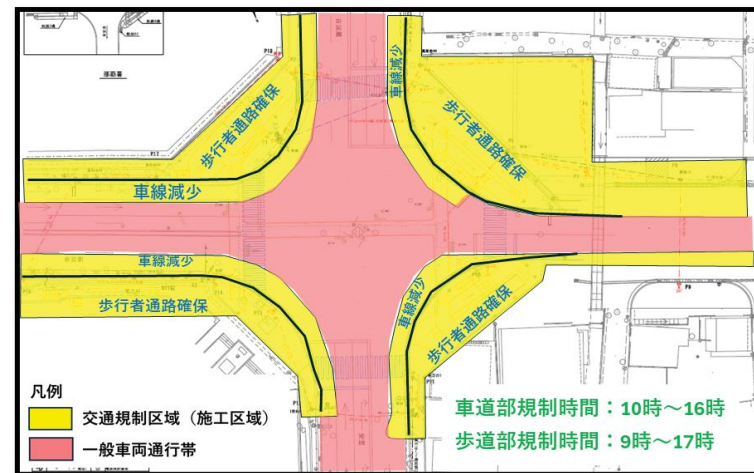 歩行者通路確保
車線減少
車線減少
歩行者通路確保
車線減少
車線減少
歩行者通路確保
車線減少
歩行者通路確保
凡例
交通規制区域（施工区域）
一般車両通行帯
車道部規制時間：10時～16時
歩道部規制時間：9時～17時